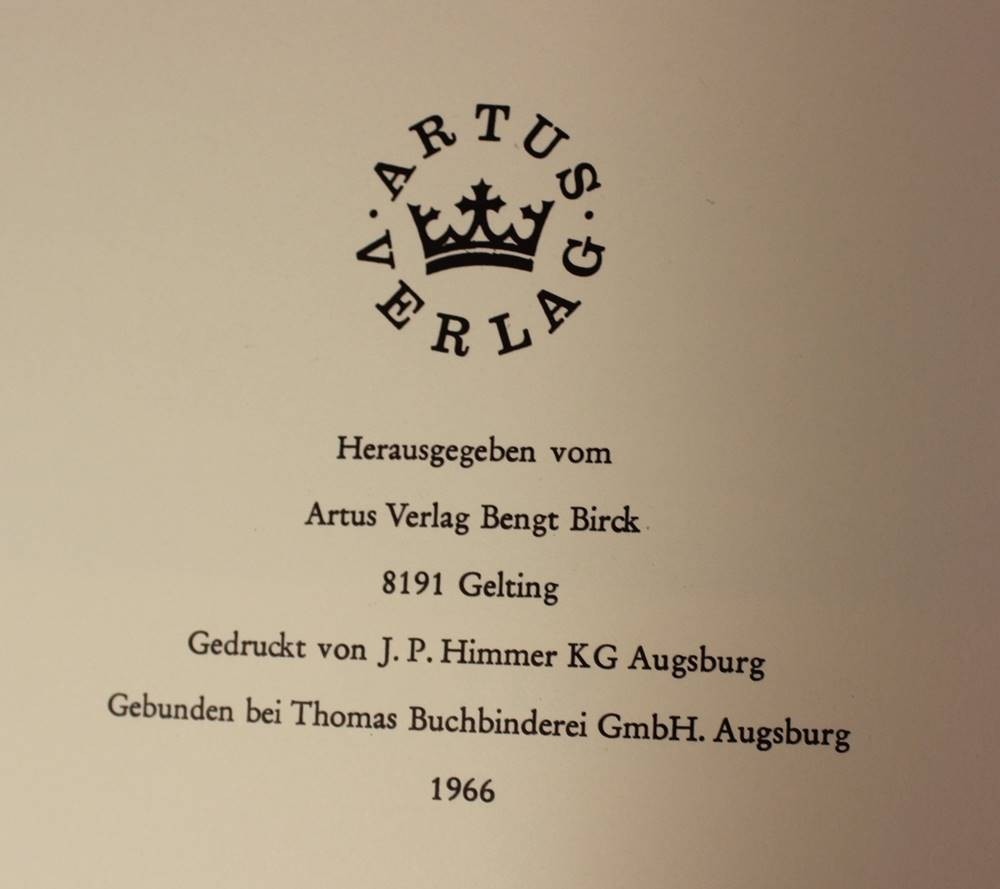 · ARTUS · VERLAG
Herausgegeben vom
Artus Verlag Bengt Birck
8191 Gelting
Gedruckt von J. P. Himmer KG Augsburg
Gebunden bei Thomas Buchbinderei GmbH. Augsburg
1966